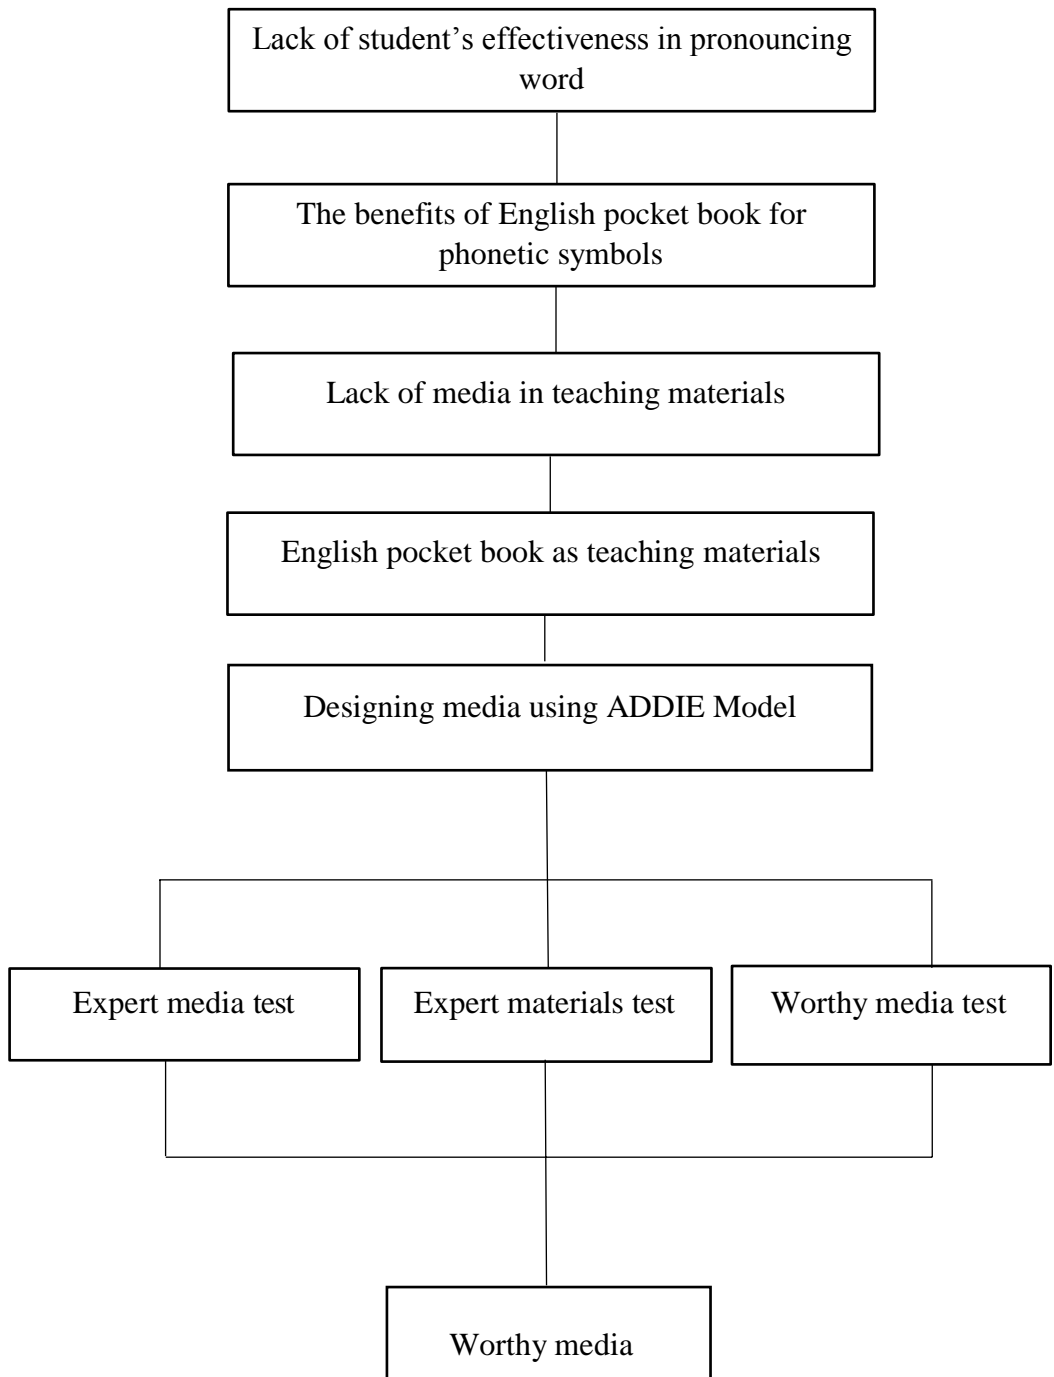 Lack of student’s effectiveness in pronouncing
word
The benefits of English pocket book for
phonetic symbols
Lack of media in teaching materials
English pocket book as teaching materials
Designing media using ADDIE Model
Expert media test
Expert materials test
Worthy media test
Worthy media